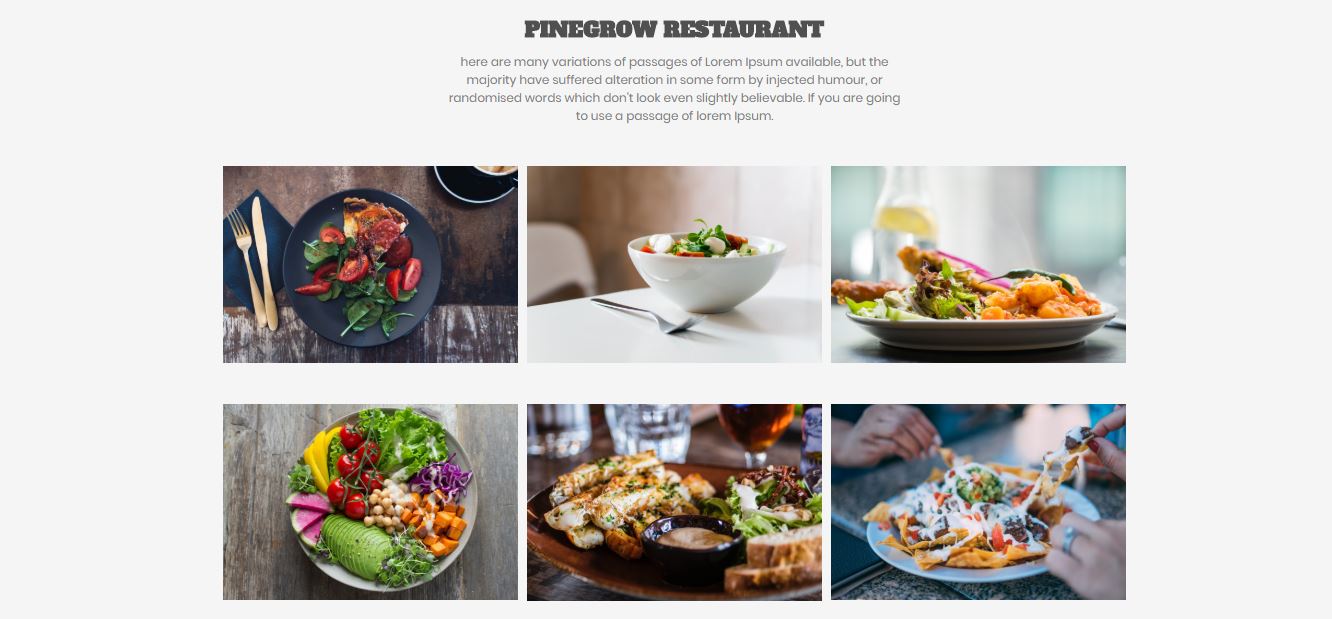 PINEGROW RESTAURANT
here are many variations of passages of Lorem Ipsum available, but the
majority have suffered alteration in some form by injected humour, or
randomised words which don't look even slightly believable. If you are going
to use a passage of lorem Ipsum.